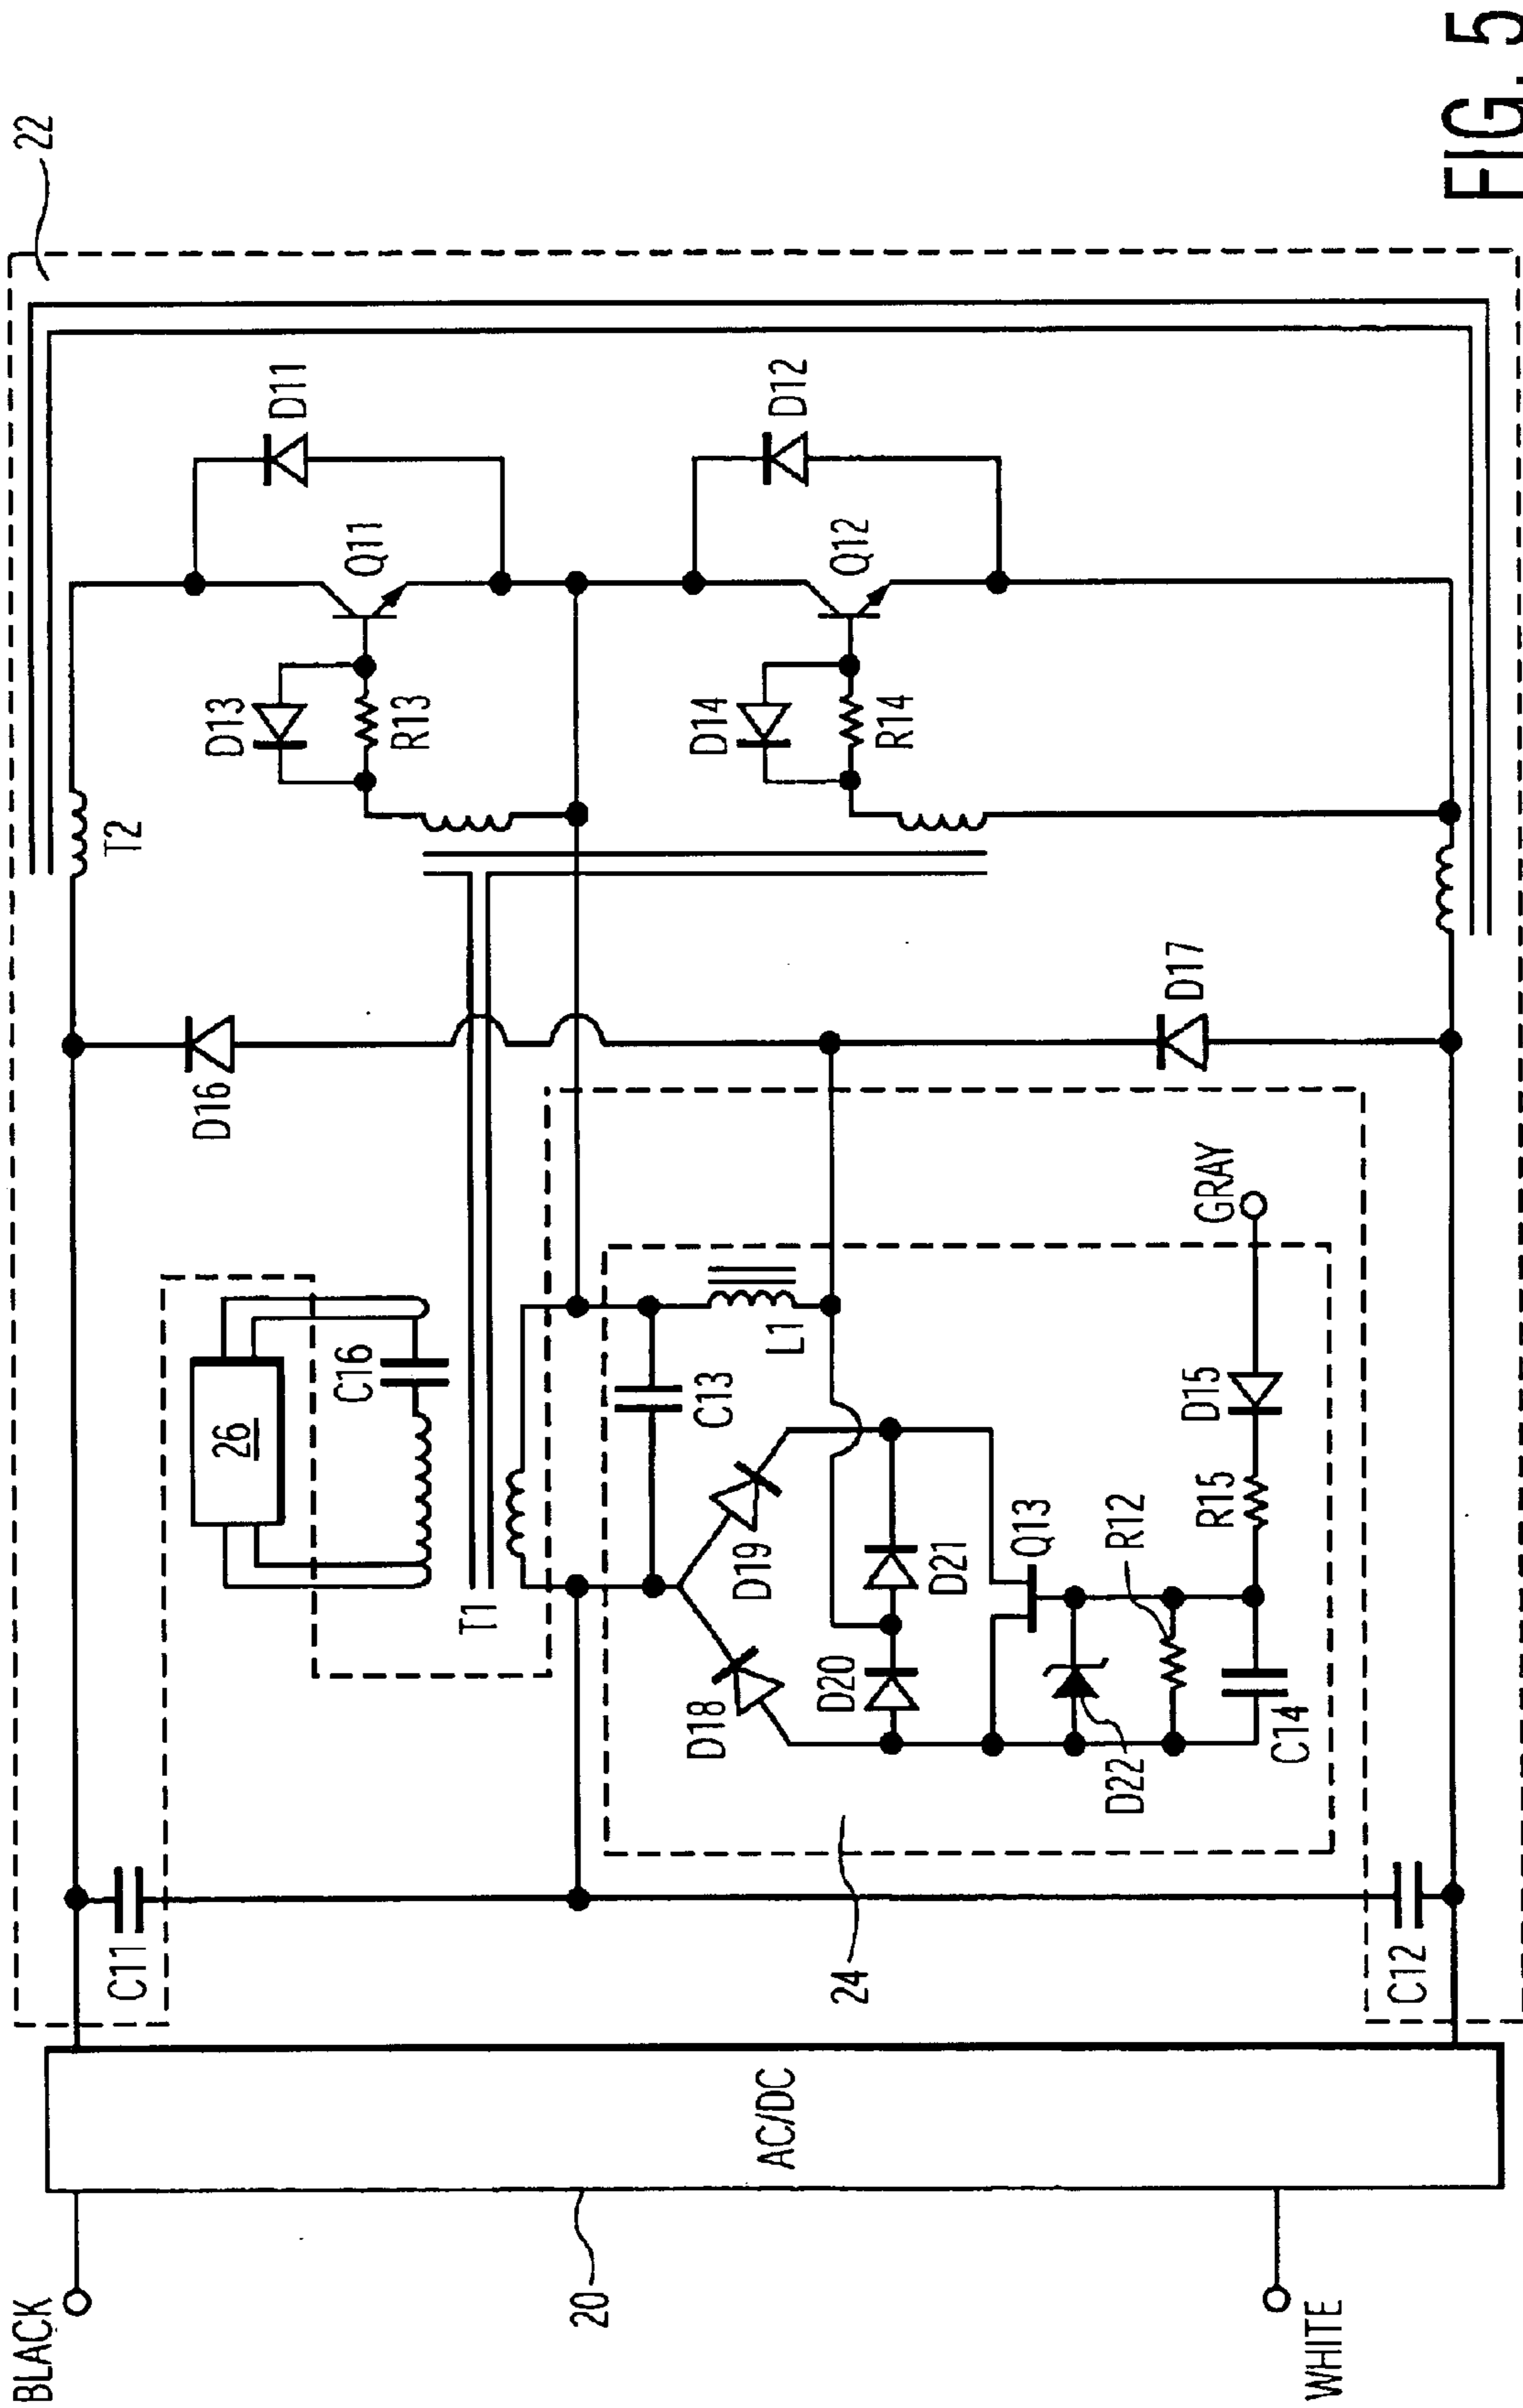 22
T2
D11
Q11
D13
R13
D12
Q12
D14
R14
D16
D17
26
C16
T1
C13
L1
D19
D18
D21
D20
Q13
R12
D22
C14
R15
D15
GRAY
24
C11
C12
AC/DC
20
BLACK
WHITE
FIG. 5